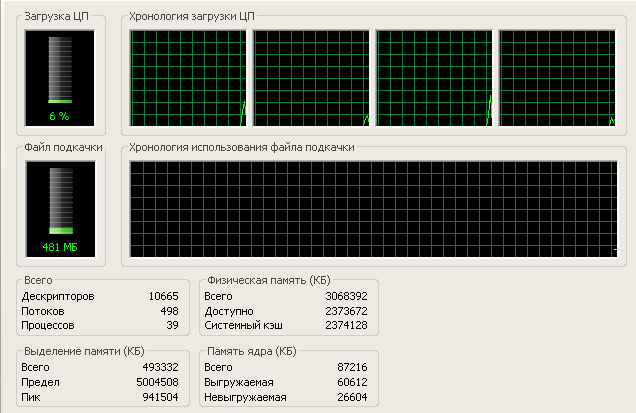 Загрузка ЦП
Хронология загрузки ЦП
6 %
Файл подкачки
Хронология использования файла подкачки
481 МБ
Всего
Дескрипторов 10665
Потоков 498
Процессов 39
Физическая память (КБ)
Всего 3068392
Доступно 2373672
Системный кэш 2374128
Выделение памяти (КБ)
Всего 493332
Предел 5004508
Пик 941504
Память ядра (КБ)
Всего 87216
Выгружаемая 60612
Невыгружаемая 26604